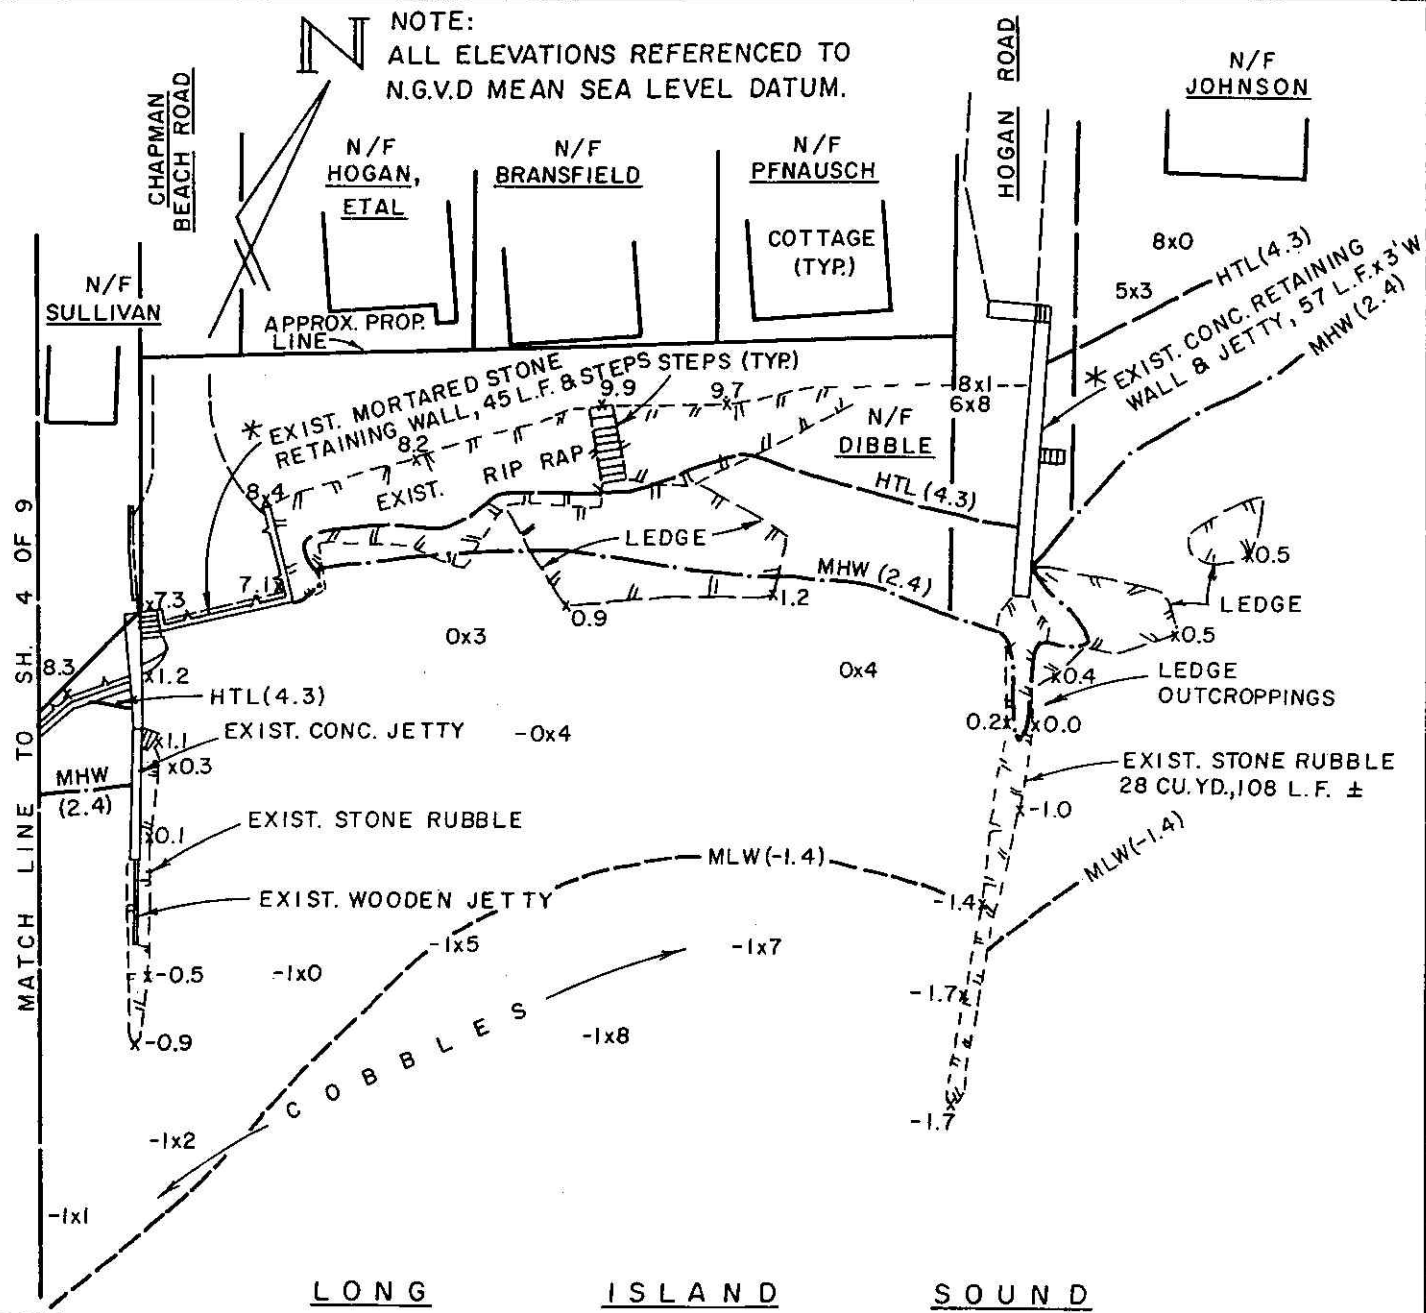 N
NOTE:
ALL ELEVATIONS REFERENCED TO
N.G.V.D MEAN SEA LEVEL DATUM.
CHAPMAN
BEACH ROAD
HOGAN ROAD
N/F
JOHNSON
N/F
HOGAN,
ETAL
N/F
BRANSFIELD
N/F
PFNAUSCH
COTTAGE
(TYP.)
N/F
SULLIVAN
8x0
5x3
HTL(4.3)
* EXIST. CONC. RETAINING
WALL & JETTY, 57 L.F.x3'W
MHW(2.4)
APPROX. PROP.
LINE
* EXIST. MORTARED STONE
RETAINING WALL, 45 L.F. & STEPS
STEPS (TYP.)
9.9
9.7
8x1
6x8
8.2
N/F
DIBBLE
EXIST. RIP RAP
8x4
HTL (4.3)
LEDGE
MHW (2.4)
0.5
LEDGE
0.5
7.1
7.3
0.9
1.2
0x3
0x4
0.4
LEDGE
OUTCROPPINGS
8.3
1.2
HTL(4.3)
EXIST. CONC. JETTY
-0x4
0.2
0.0
1.1
x0.3
MHW
(2.4)
EXIST. STONE RUBBLE
28 CU.YD.,108 L.F. ±
-1.0
0.1
EXIST. STONE RUBBLE
MLW(-1.4)
MLW(-1.4)
EXIST. WOODEN JETTY
-1.4
-1x5
-1x7
-0.5
-1x0
-1.7
-0.9
COBBLES
-1x8
-1.7
-1x2
-1x1
MATCH LINE TO SH. 4 OF 9
LONG ISLAND SOUND